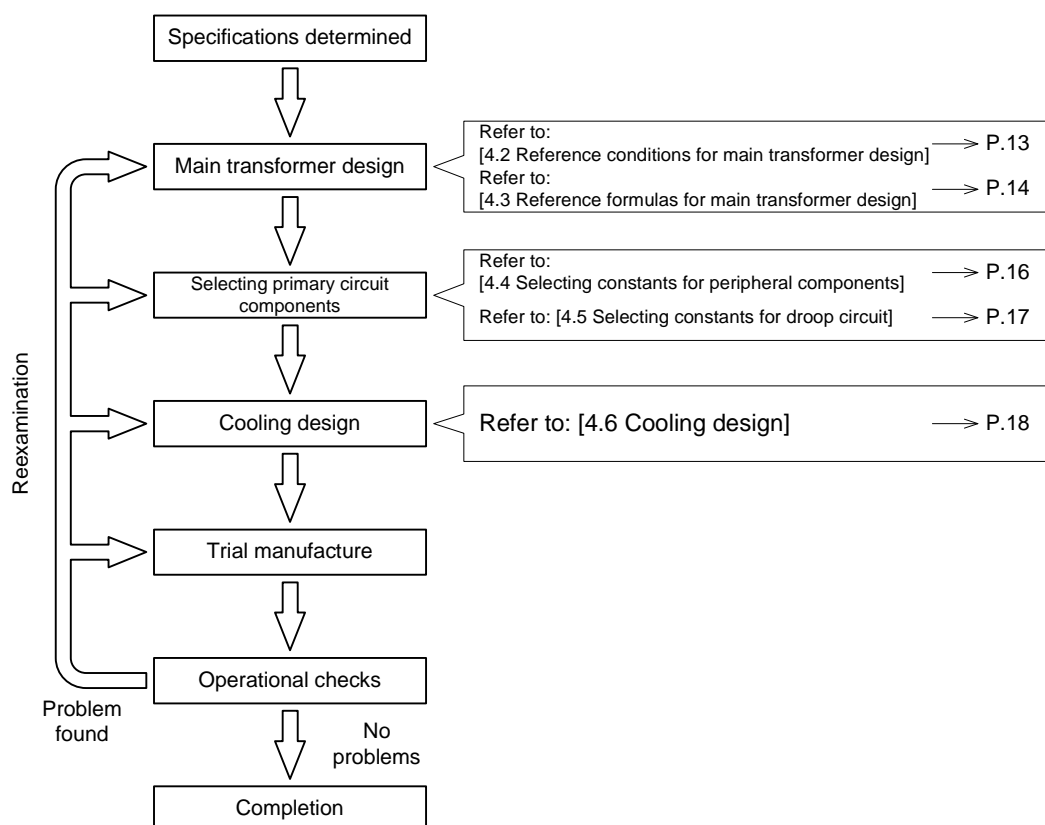 Specifications determined
Main transformer design
Refer to:
[4.2 Reference conditions for main transformer design]
P.13
Refer to:
[4.3 Reference formulas for main transformer design]
P.14
Selecting primary circuit
components
Refer to:
[4.4 Selecting constants for peripheral components]
P.16
Refer to: [4.5 Selecting constants for droop circuit]
P.17
Cooling design
Refer to: [4.6 Cooling design]
P.18
Reexamination
Trial manufacture
Operational checks
Problem
found
No
problems
Completion